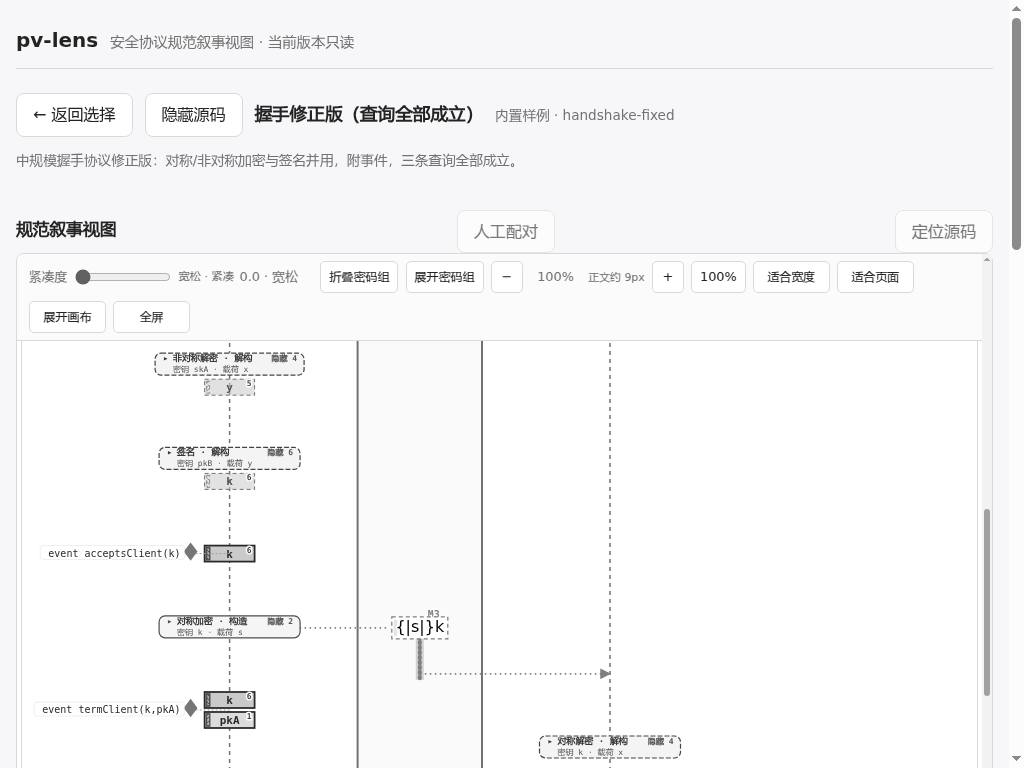 pv-lens 安全协议规范叙事视图 · 当前版本只读
← 返回选择 隐藏源码 握手修正版（查询全部成立） 内置样例 · handshake-fixed
中规模握手协议修正版：对称/非对称加密与签名并用，附事件，三条查询全部成立。
规范叙事视图 人工配对 定位源码
紧凑度 宽松 · 紧凑 0.0 · 宽松 折叠密码组 展开密码组 − 100% 正文约 9px + 100% 适合宽度 适合页面
展开画布 全屏
▸ 非对称解密 · 解构 隐藏 4
密钥 skA · 载荷 x
y 5
▸ 签名 · 解构 隐藏 6
密钥 pkB · 载荷 y
k 6
event acceptsClient(k) k 6
▸ 对称加密 · 构造 隐藏 2
密钥 k · 载荷 s
M3
{|s|}k
event termClient(k,pkA) k 6
pkA 1
▸ 对称解密 · 解构 隐藏 4
密钥 k · 载荷 x